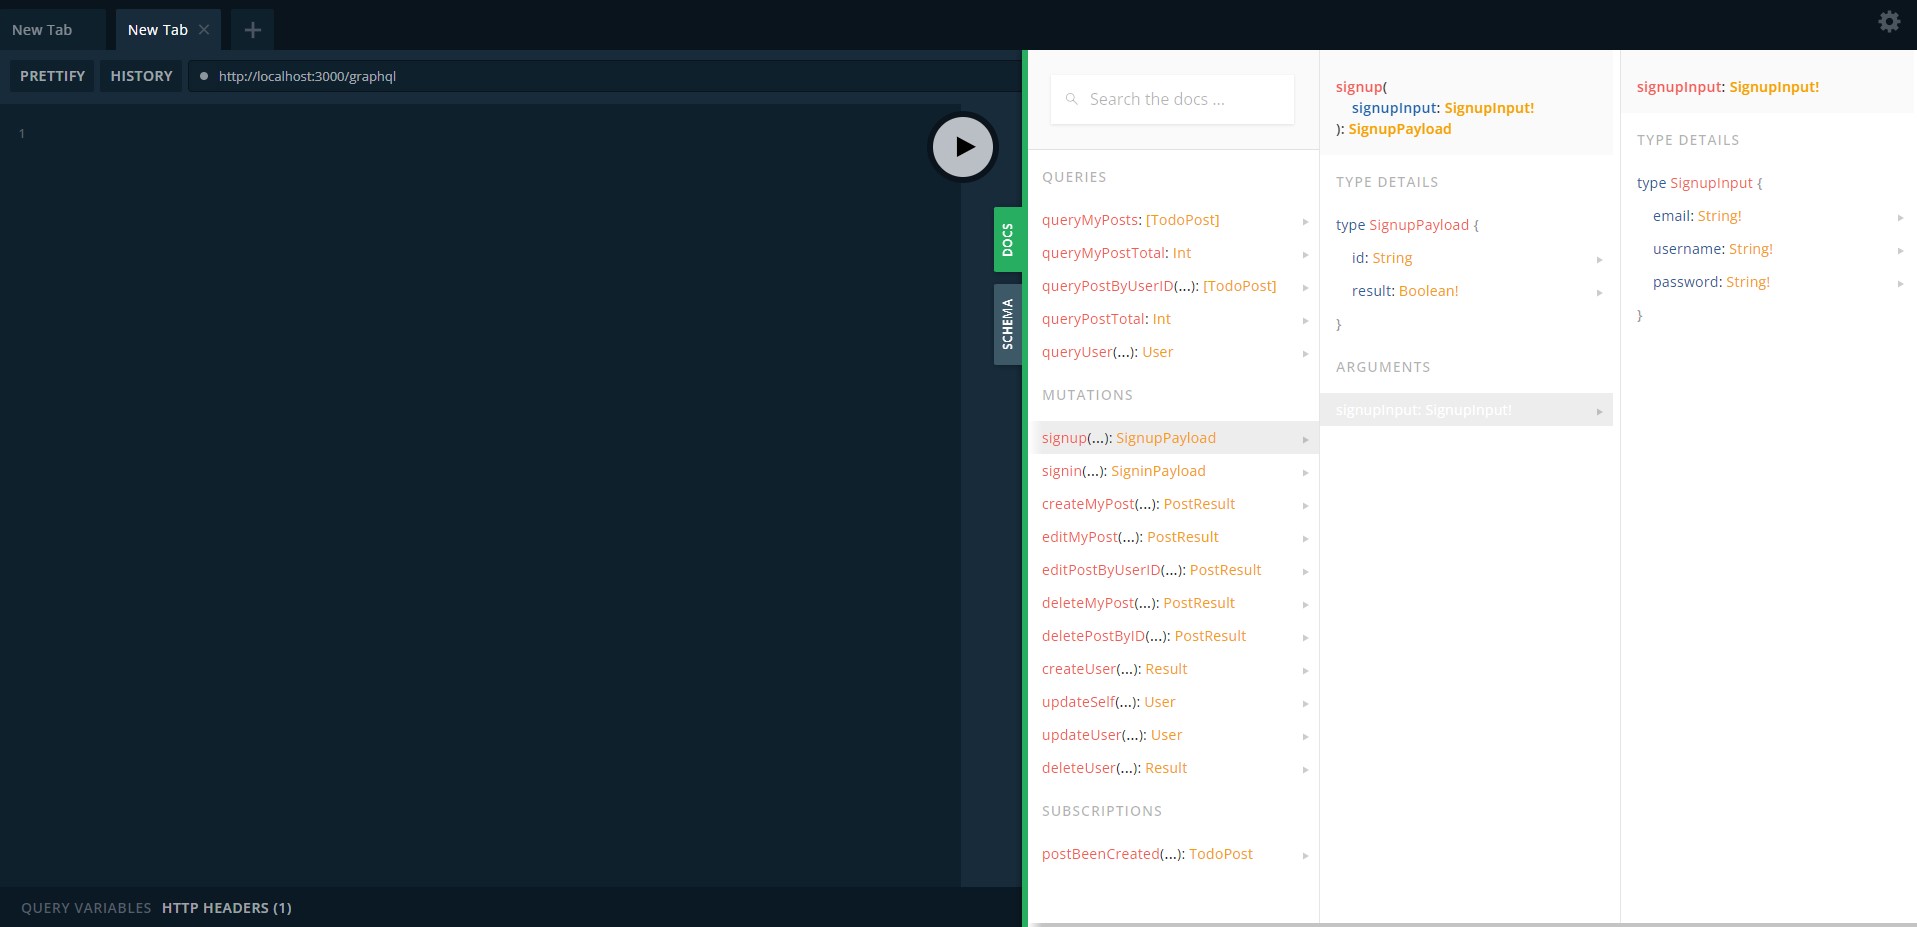 New Tab
New Tab
PRETTIFY
HISTORY
http://localhost:3000/graphql
1
DOCS
SCHEMA
QUERY VARIABLES
HTTP HEADERS (1)
Search the docs ...
QUERIES
queryMyPosts: [TodoPost]
queryMyPostTotal: Int
queryPostByUserID(...): [TodoPost]
queryPostTotal: Int
queryUser(...): User
MUTATIONS
signup(...): SignupPayload
signin(...): SigninPayload
createMyPost(...): PostResult
editMyPost(...): PostResult
editPostByUserID(...): PostResult
deleteMyPost(...): PostResult
deletePostByID(...): PostResult
createUser(...): Result
updateSelf(...): User
updateUser(...): User
deleteUser(...): Result
SUBSCRIPTIONS
postBeenCreated(...): TodoPost
signup(
signupInput: SignupInput!
): SignupPayload
TYPE DETAILS
type SignupPayload {
id: String
result: Boolean!
}
ARGUMENTS
signupInput: SignupInput!
signupInput: SignupInput!
TYPE DETAILS
type SignupInput {
email: String!
username: String!
password: String!
}